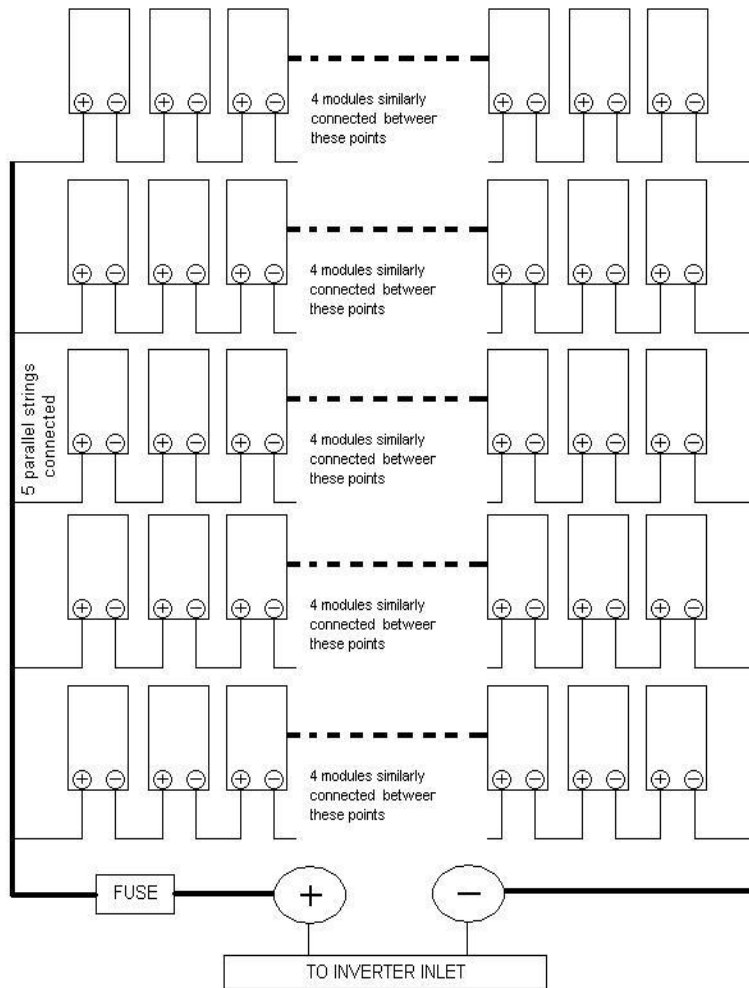 4 modules similarly
connected betweer
these points
4 modules similarly
connected betweer
these points
5 parallel strings
connected
4 modules similarly
connected betweer
these points
4 modules similarly
connected betweer
these points
4 modules similarly
connected betweer
these points
FUSE
TO INVERTER INLET